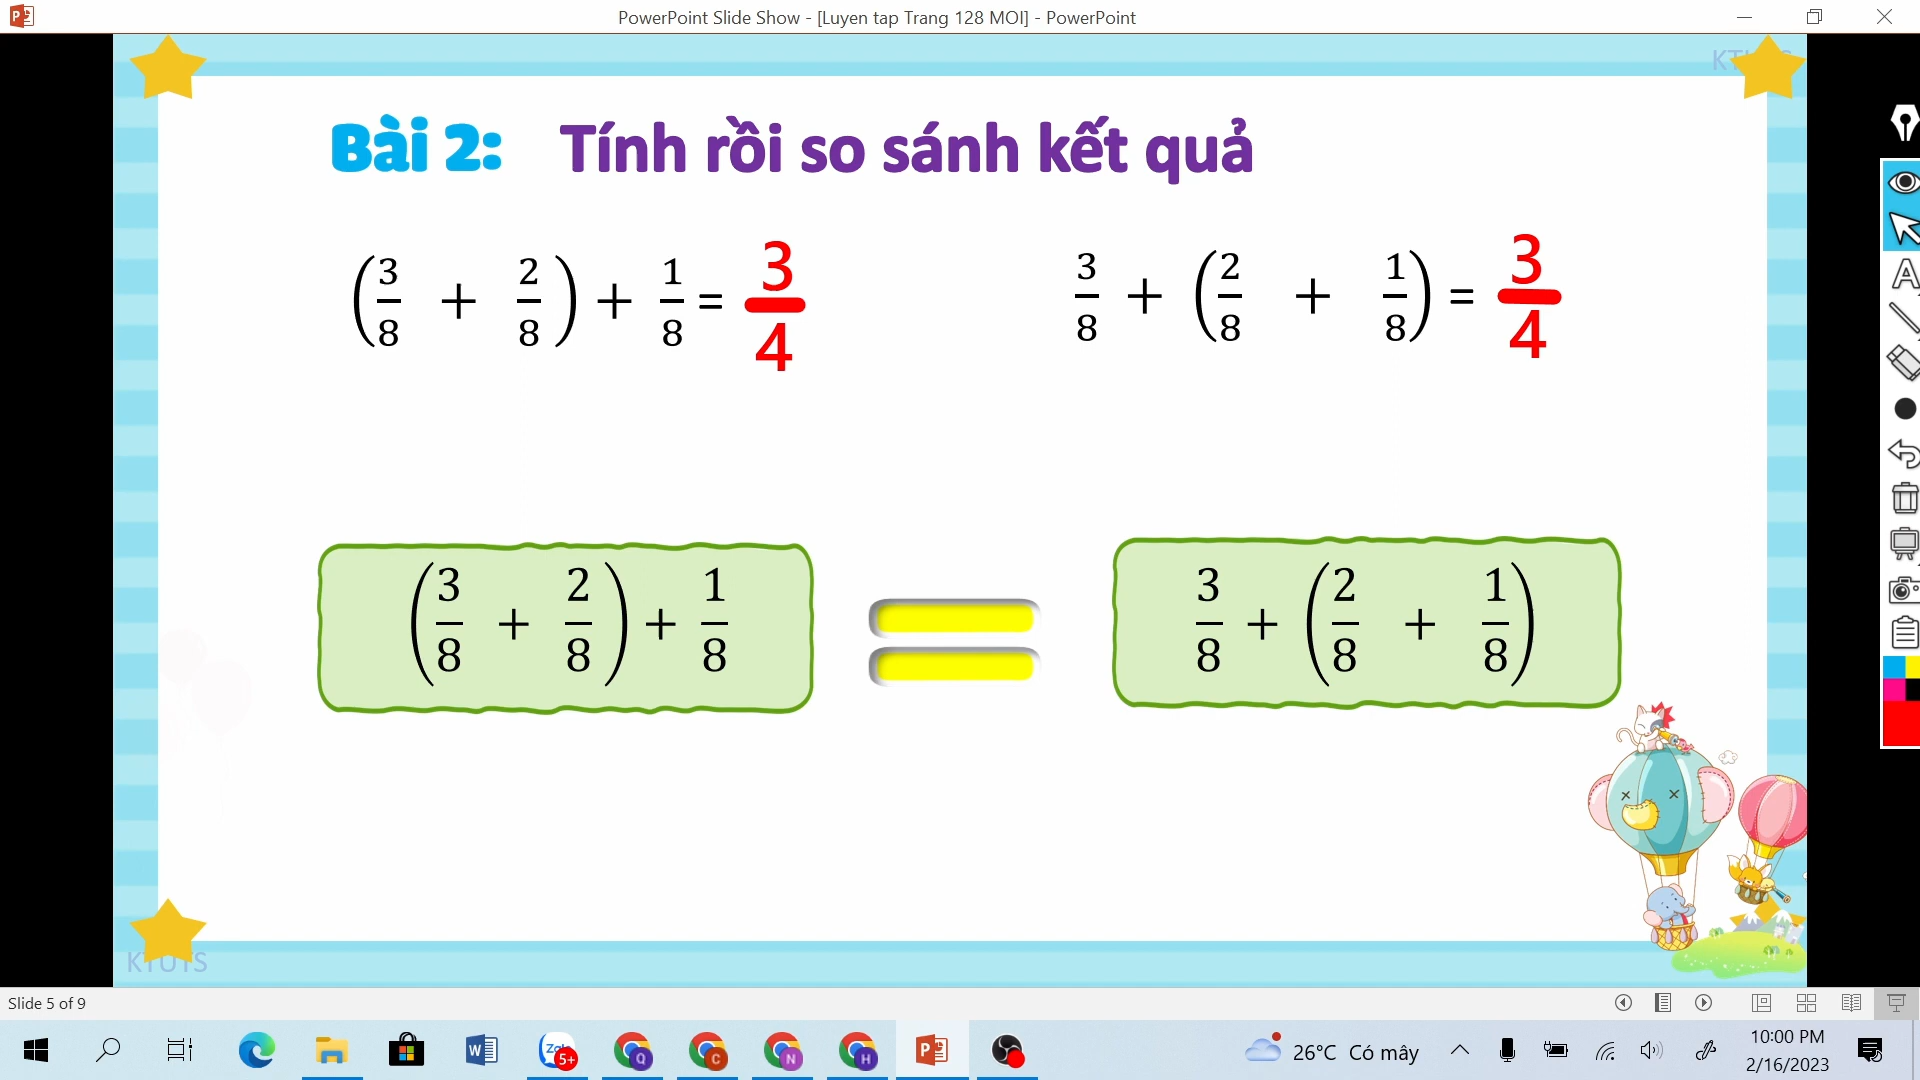 PowerPoint Slide Show - [Luyen tap Trang 128 MOI] - PowerPoint
Bài 2: Tính rồi so sánh kết quả
(3/8 + 2/8) + 1/8 = 3/4
3/8 + (2/8 + 1/8) = 3/4
(3/8 + 2/8) + 1/8 = 3/8 + (2/8 + 1/8)
KTUTS
Slide 5 of 9
5+
Q
C
N
H
26°C Có mây
10:00 PM
2/16/2023